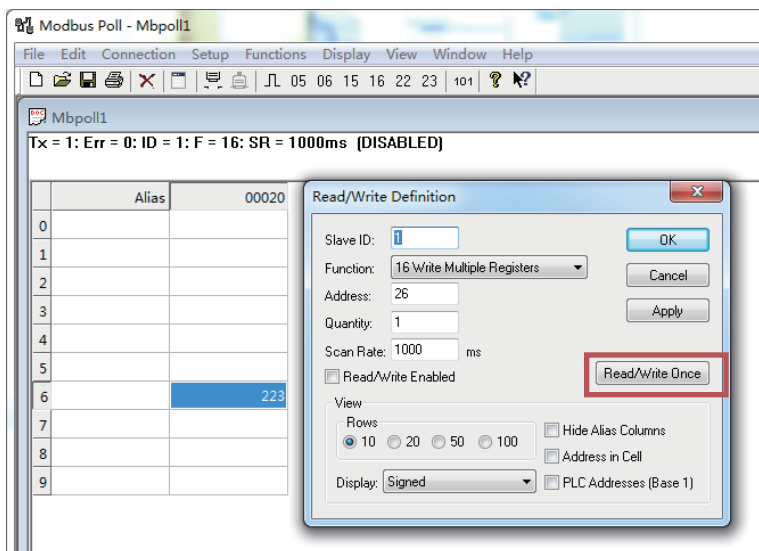 Modbus Poll - Mbpoll1
File Edit Connection Setup Functions Display View Window Help
05 06 15 16 22 23 101
Mbpoll1
Tx = 1: Err = 0: ID = 1: F = 16: SR = 1000ms (DISABLED)
Alias 00020
0
1
2
3
4
5
6 223
7
8
9
Read/Write Definition
Slave ID: 1 OK
Function: 16 Write Multiple Registers Cancel
Address: 26
Quantity: 1 Apply
Scan Rate: 1000 ms
Read/Write Enabled Read/Write Once
View
Rows
10 20 50 100
Hide Alias Columns
Address in Cell
Display: Signed PLC Addresses (Base 1)